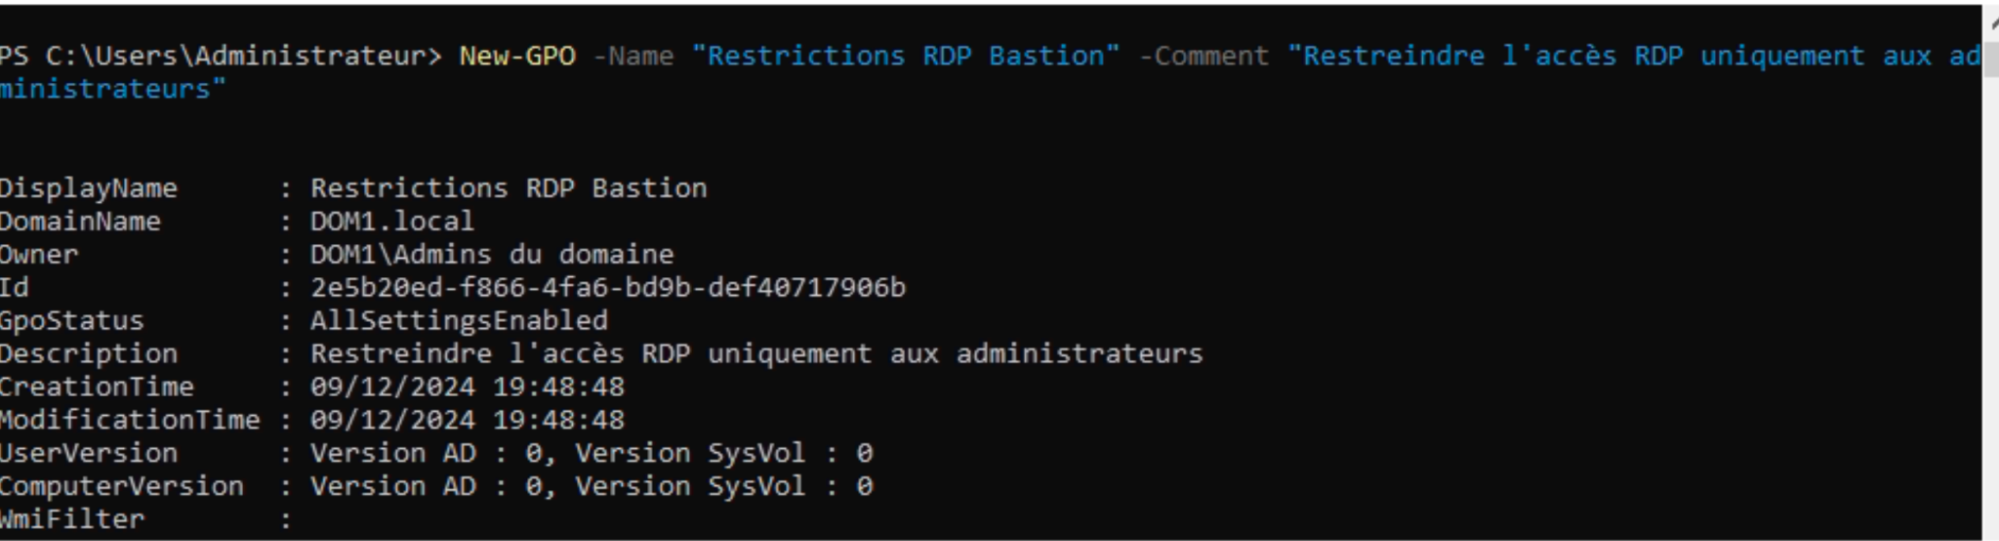 PS C:\Users\Administrateur> New-GPO -Name "Restrictions RDP Bastion" -Comment "Restreindre l'accès RDP uniquement aux ad
ministrateurs"
DisplayName : Restrictions RDP Bastion
DomainName : DOM1.local
Owner : DOM1\Admins du domaine
Id : 2e5b20ed-f866-4fa6-bd9b-def40717906b
GpoStatus : AllSettingsEnabled
Description : Restreindre l'accès RDP uniquement aux administrateurs
CreationTime : 09/12/2024 19:48:48
ModificationTime : 09/12/2024 19:48:48
UserVersion : Version AD : 0, Version SysVol : 0
ComputerVersion : Version AD : 0, Version SysVol : 0
WmiFilter :